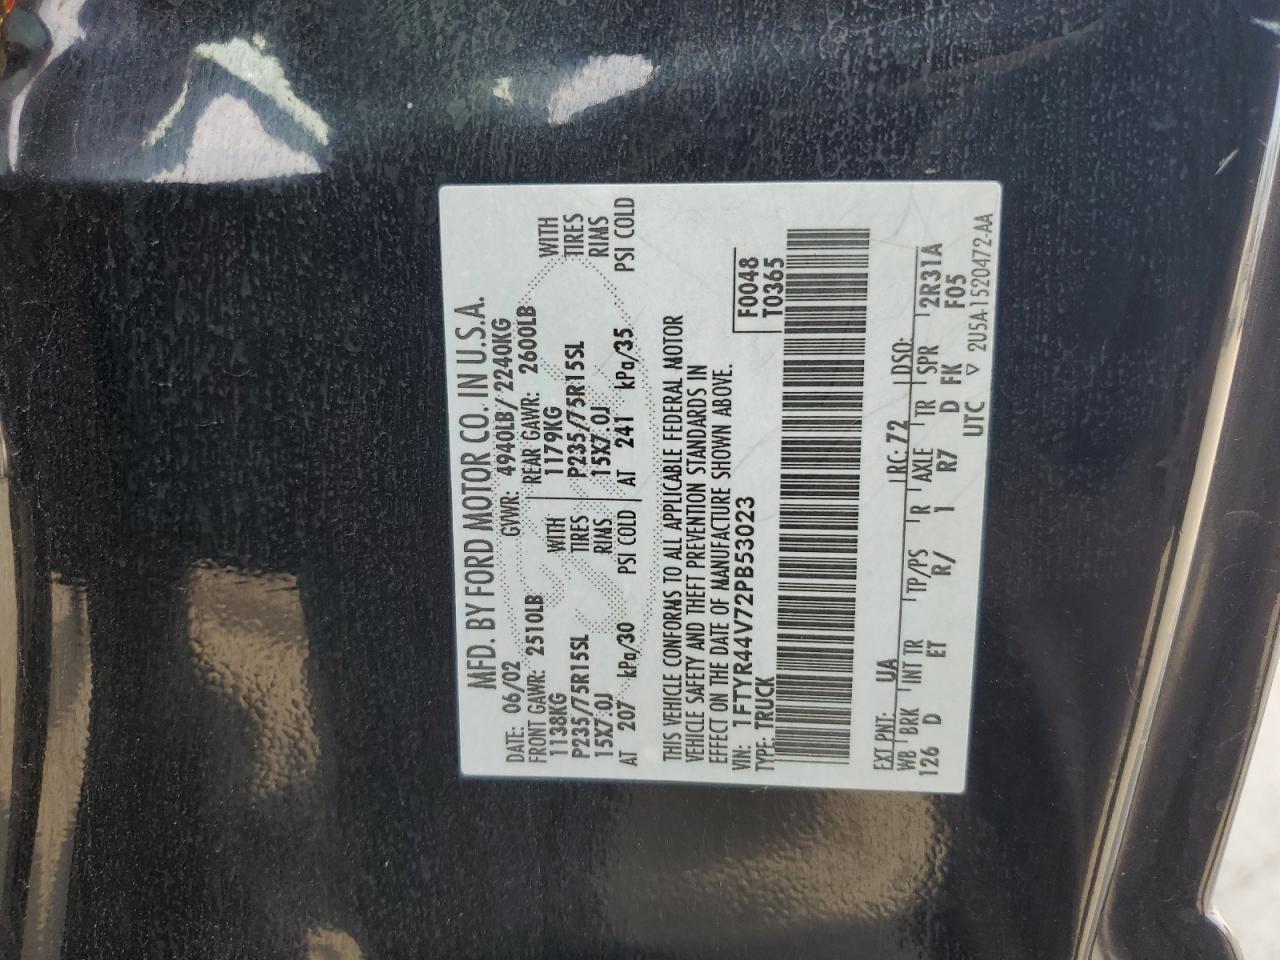 MFD. BY FORD MOTOR CO. IN U.S.A.
DATE: 06/02 GVWR: 4940LB/2240KG
FRONT GAWR: 2510LB REAR GAWR: 2600LB
1138KG WITH 1179KG WITH
P235/75R15SL TIRES P235/75R15SL TIRES
15X7.0J RIMS 15X7.0J RIMS
AT 207 kPa/30 PSI COLD AT 241 kPa/35 PSI COLD
THIS VEHICLE CONFORMS TO ALL APPLICABLE FEDERAL MOTOR
VEHICLE SAFETY AND THEFT PREVENTION STANDARDS IN
EFFECT ON THE DATE OF MANUFACTURE SHOWN ABOVE.
VIN: 1FTYR44V72PB53023 F0048
TYPE: TRUCK T0365
EXT PNT: UA RC: 72 DSO:
WB BRK INT TR TP/PS R AXLE TR SPR 2R31A
126 D ET R/ 1 R7 D FK F05
UTC ▽ 2U5A-1520472-AA